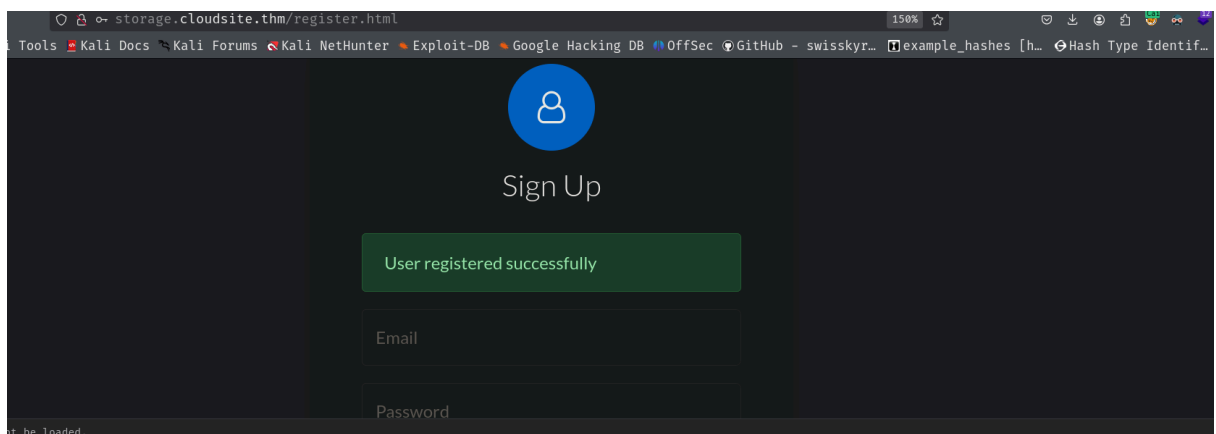 storage.cloudsite.thm/register.html 150%
Tools Kali Docs Kali Forums Kali NetHunter Exploit-DB Google Hacking DB OffSec GitHub - swisskyr… example_hashes [h… Hash Type Identif…
Sign Up
User registered successfully
Email
Password
be loaded.